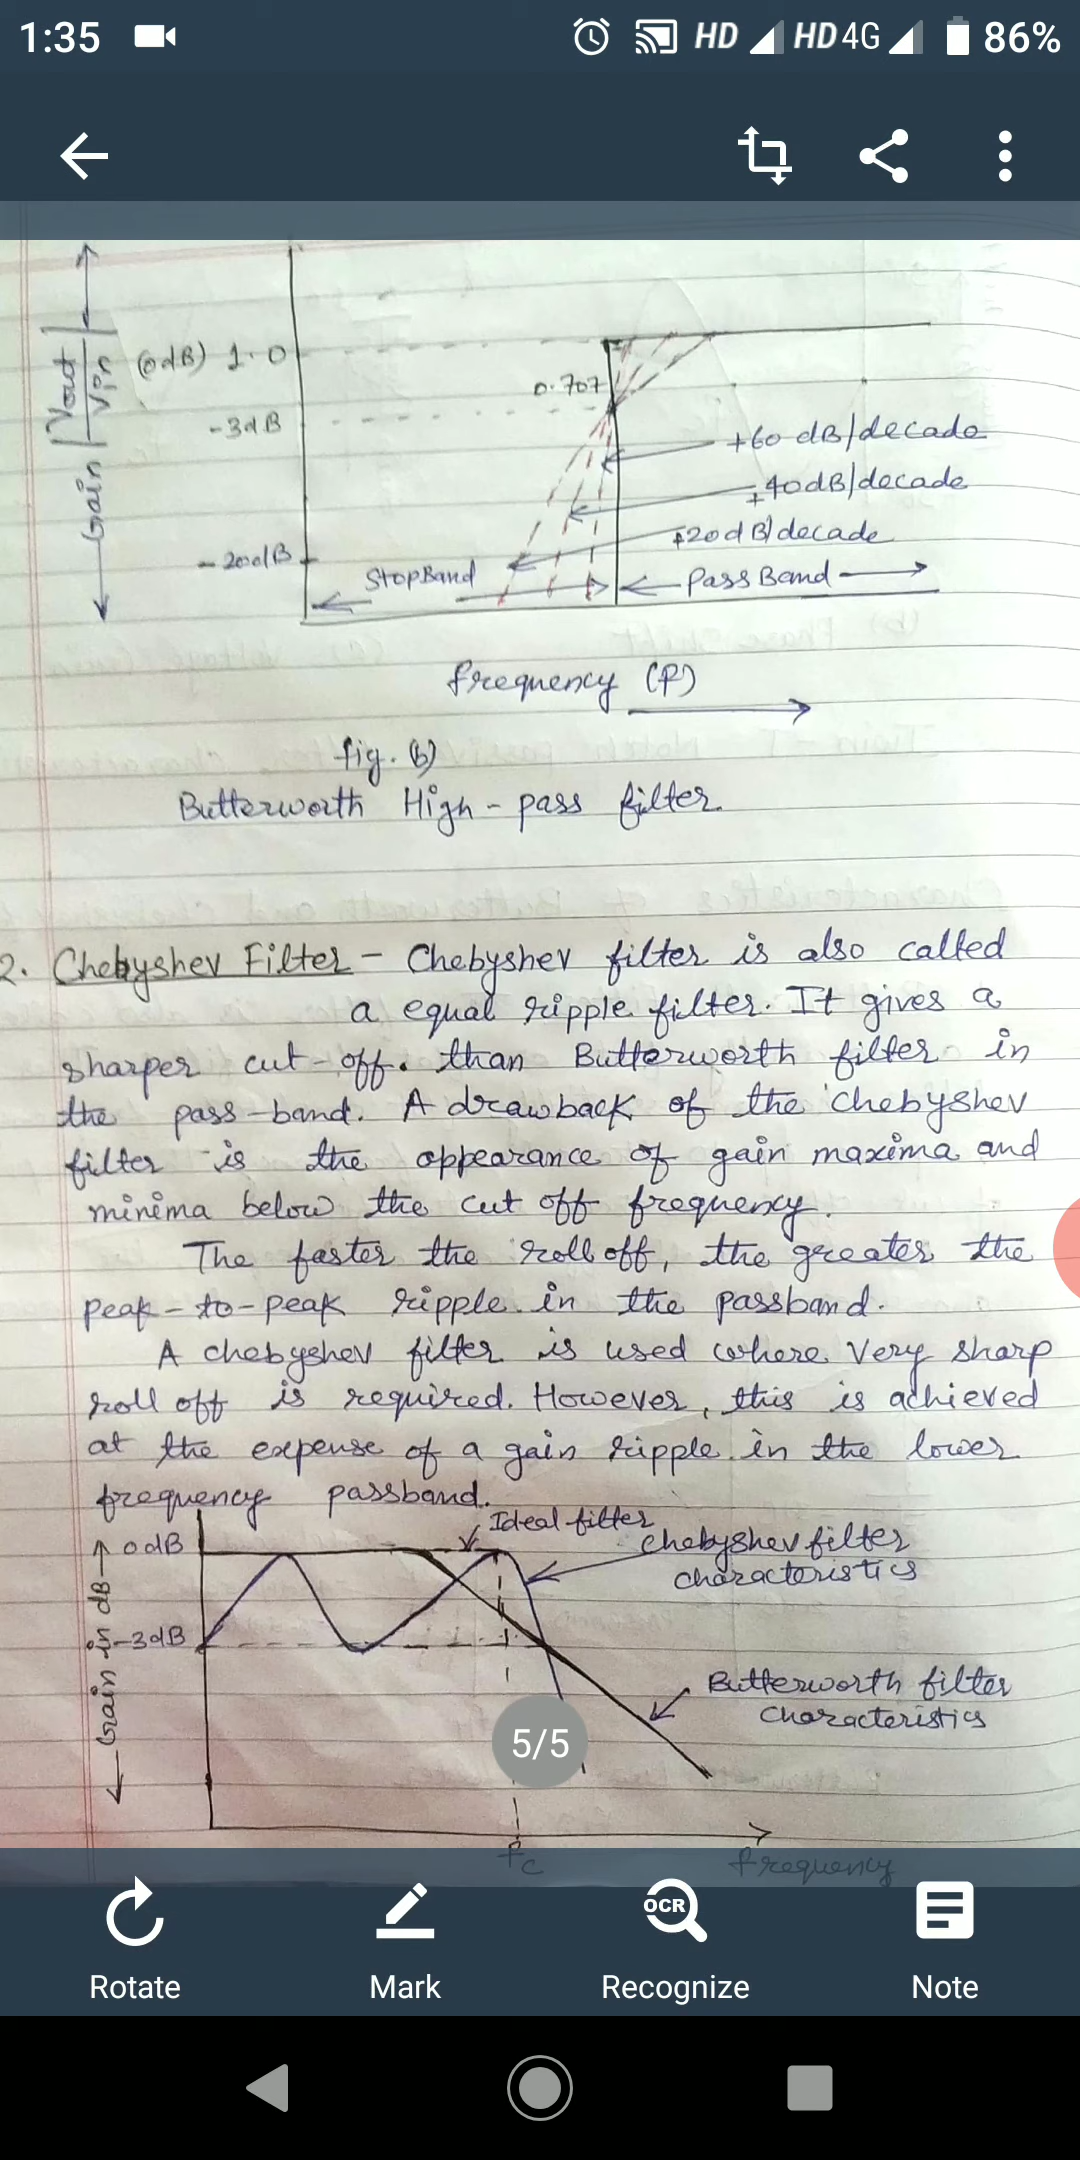 1:35 HD HD 4G 86%
(0dB) 1.0
0.707
-3dB
Gain |Vout/Vin|
+60 dB/decade
+40dB/decade
+20dB/decade
-20dB
StopBand
Pass Band
frequency (f)
fig. (b)
Butterworth High-pass filter
2. Chebyshev Filter - Chebyshev filter is also called
a equal ripple filter. It gives a
sharper cut-off. than Butterworth filter in
the pass-band. A drawback of the chebyshev
filter is the appearance of gain maxima and
minima below the cut off frequency.
The faster the roll off, the greater the
peak-to-peak ripple in the passband.
A chebyshev filter is used where very sharp
roll off is required. However, this is achieved
at the expense of a gain ripple in the lower
frequency passband.
Ideal filter
0dB
chebyshev filter
characteristics
-3dB
Gain in dB
Butterworth filter
characteristics
5/5
fc
frequency
OCR
Rotate Mark Recognize Note